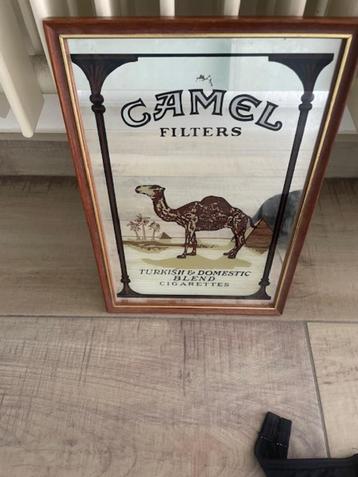 CAMEL
FILTERS
TURKISH & DOMESTIC
BLEND
CIGARETTES